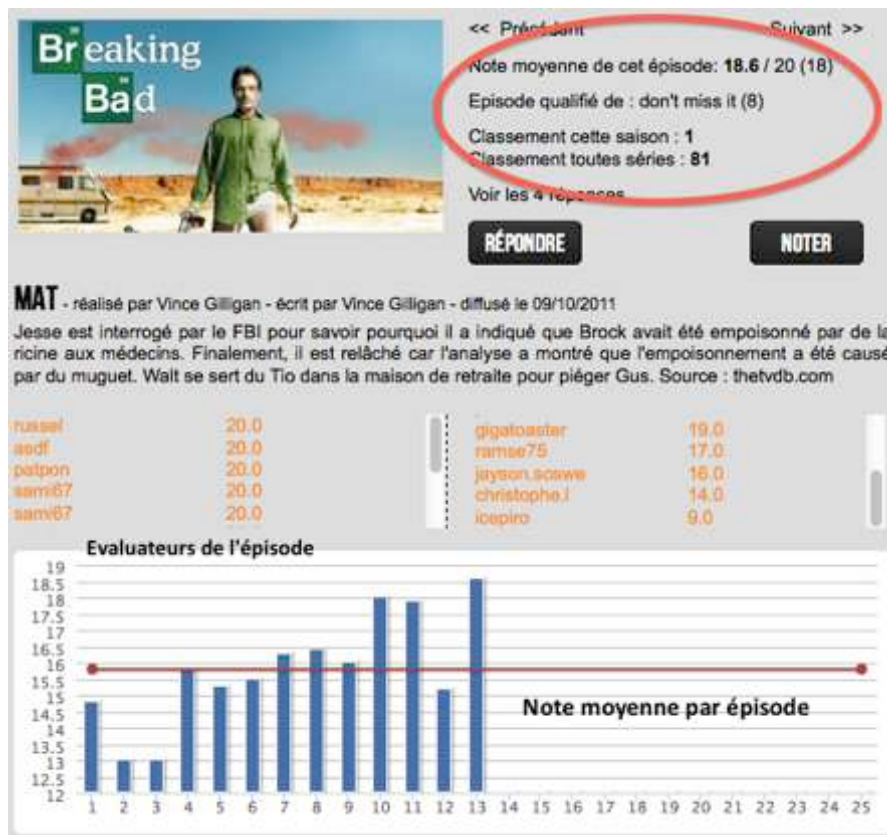 Breaking
Bad
<< Précédent Suivant >>
Note moyenne de cet épisode: 18.6 / 20 (18)
Episode qualifié de : don't miss it (8)
Classement cette saison : 1
Classement toutes séries : 81
Voir les 4 réponses
RÉPONDRE NOTER
MAT - réalisé par Vince Gilligan - écrit par Vince Gilligan - diffusé le 09/10/2011
Jesse est interrogé par le FBI pour savoir pourquoi il a indiqué que Brock avait été empoisonné par de la
ricine aux médecins. Finalement, il est relâché car l'analyse a montré que l'empoisonnement a été causé
par du muguet. Walt se sert du Tio dans la maison de retraite pour piéger Gus. Source : thetvdb.com
russel 20.0 gigatoaster 19.0
asdf 20.0 ramse75 17.0
patpon 20.0 jayson.soswe 16.0
sami67 20.0 christophe.l 14.0
sami67 20.0 icepiro 9.0
Evaluateurs de l'épisode
19
18.5
18
17.5
17
16.5
16
15.5
15
14.5
14
13.5
13
12.5
12
Note moyenne par épisode
1 2 3 4 5 6 7 8 9 10 11 12 13 14 15 16 17 18 19 20 21 22 23 24 25